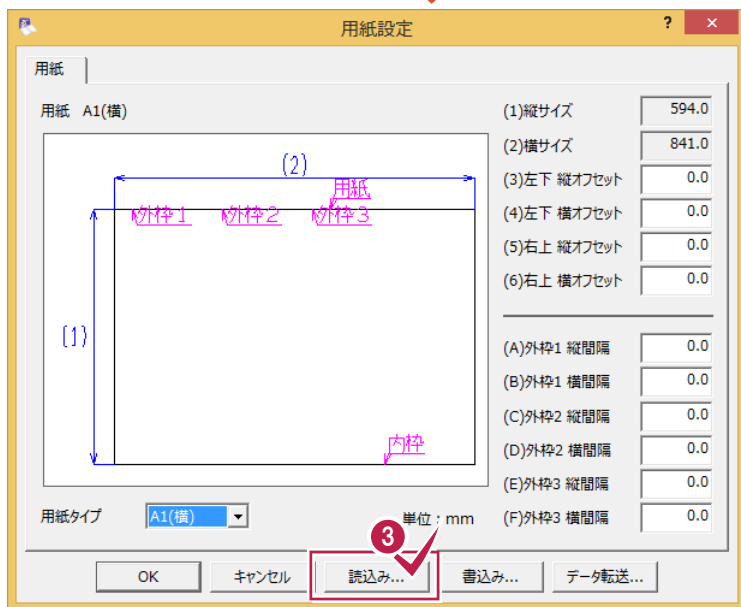 用紙設定
? ×
用紙
用紙 A1(横)
(1)縦サイズ 594.0
(2)横サイズ 841.0
(3)左下 縦オフセット 0.0
(4)左下 横オフセット 0.0
(5)右上 縦オフセット 0.0
(6)右上 横オフセット 0.0
(A)外枠1 縦間隔 0.0
(B)外枠1 横間隔 0.0
(C)外枠2 縦間隔 0.0
(D)外枠2 横間隔 0.0
(E)外枠3 縦間隔 0.0
(F)外枠3 横間隔 0.0
(2)
用紙
外枠1 外枠2 外枠3
(1)
内枠
用紙タイプ A1(横) 単位:mm
3
OK キャンセル 読込み... 書込み... データ転送...